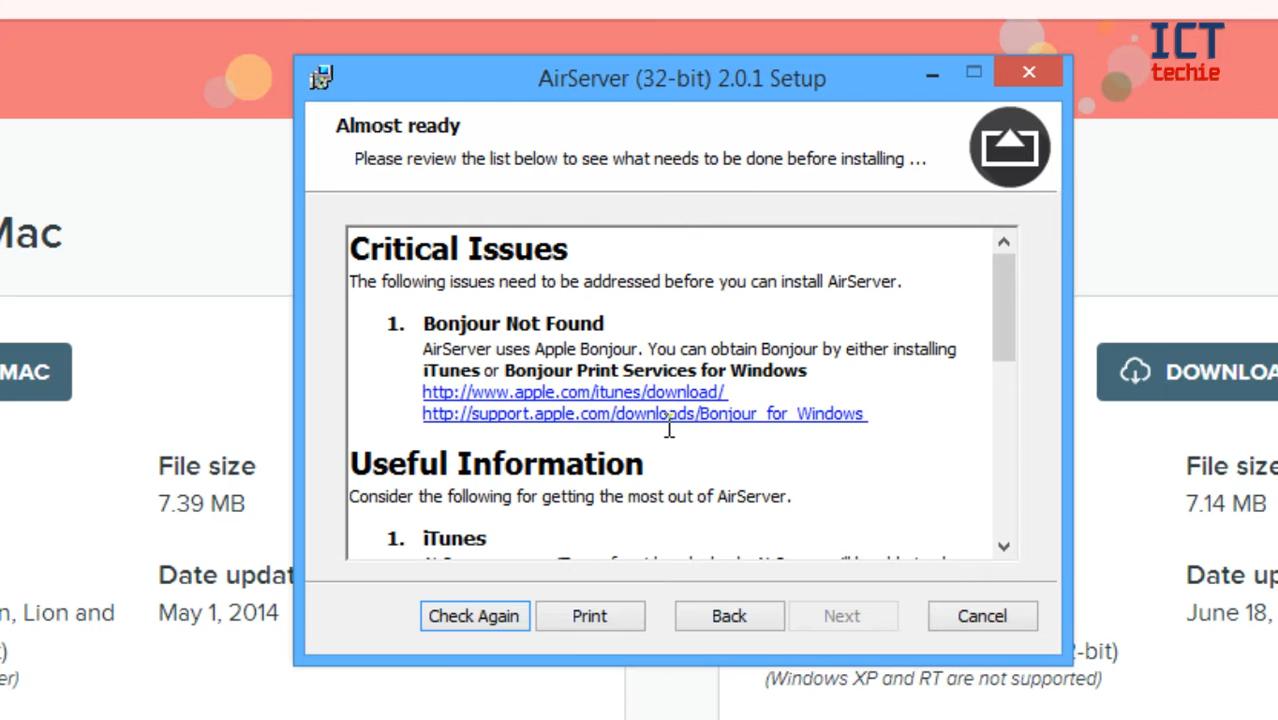 ICT
techie
AirServer (32-bit) 2.0.1 Setup
Almost ready
Please review the list below to see what needs to be done before installing ...
Mac
Critical Issues
The following issues need to be addressed before you can install AirServer.
1. Bonjour Not Found
AirServer uses Apple Bonjour. You can obtain Bonjour by either installing
iTunes or Bonjour Print Services for Windows
http://www.apple.com/itunes/download/
http://support.apple.com/downloads/Bonjour_for_Windows
Useful Information
Consider the following for getting the most out of AirServer.
1. iTunes
Check Again
Print
Back
Next
Cancel
MAC
File size
7.39 MB
Date updat
May 1, 2014
n, Lion and
)
er)
DOWNLOA
File size
7.14 MB
Date up
June 18,
2-bit)
(Windows XP and RT are not supported)